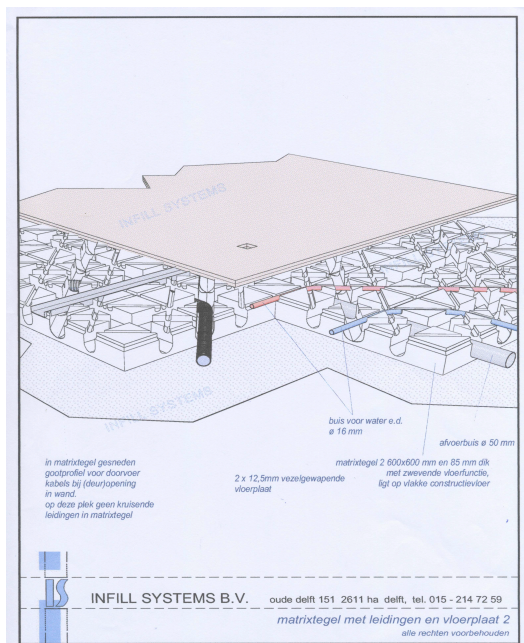 INFILL SYSTEMS
INFILL SYSTEMS
buis voor water e.d.
ø 16 mm
afvoerbuis ø 50 mm
in matrixtegel gesneden
gootprofiel voor doorvoer
kabels bij (deur)opening
in wand.
op deze plek geen kruisende
leidingen in matrixtegel
2 x 12,5mm vezelgewapende
vloerplaat
matrixtegel 2 600x600 mm en 85 mm dik
met zwevende vloerfunctie,
ligt op vlakke constructievloer
IS
INFILL SYSTEMS B.V.
oude delft 151 2611 ha delft, tel. 015 - 214 72 59
matrixtegel met leidingen en vloerplaat 2
alle rechten voorbehouden